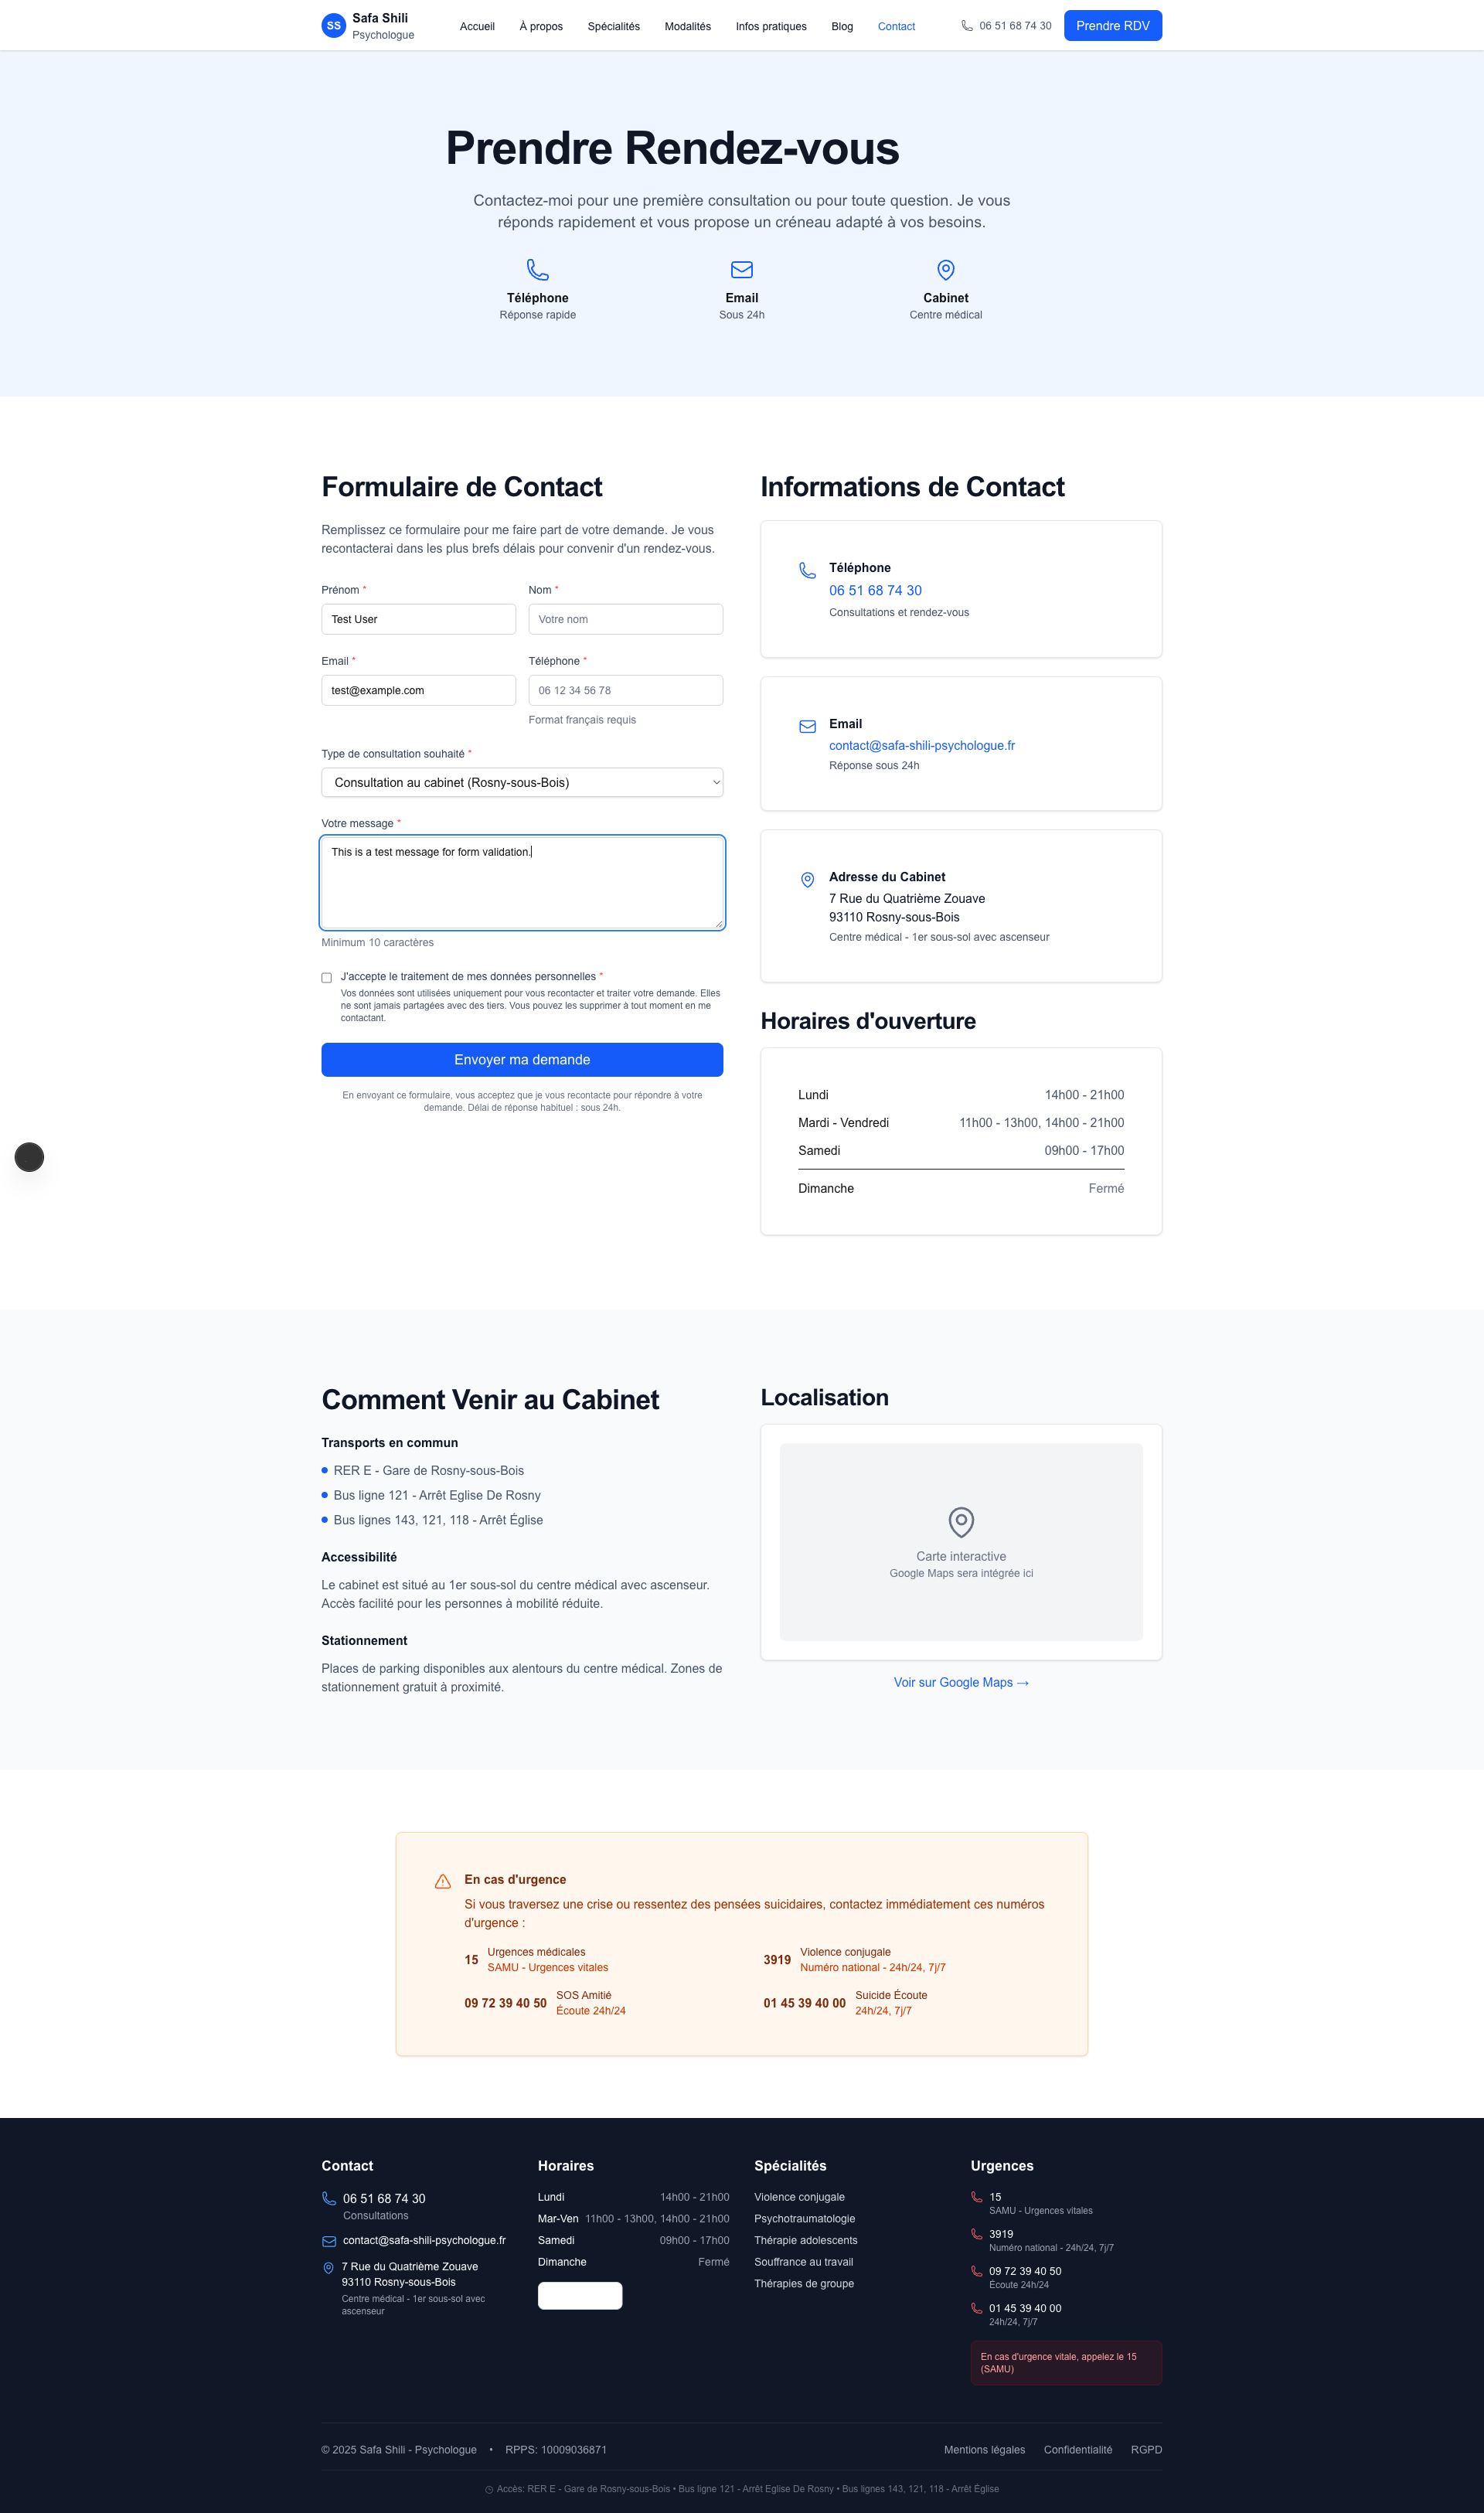 SS
Safa Shili
Psychologue
Accueil
À propos
Spécialités
Modalités
Infos pratiques
Blog
Contact
06 51 68 74 30
Prendre RDV
Prendre Rendez-vous
Contactez-moi pour une première consultation ou pour toute question. Je vous
réponds rapidement et vous propose un créneau adapté à vos besoins.
Téléphone
Réponse rapide
Email
Sous 24h
Cabinet
Centre médical
Formulaire de Contact
Remplissez ce formulaire pour me faire part de votre demande. Je vous
recontacterai dans les plus brefs délais pour convenir d'un rendez-vous.
Prénom *
Test User
Nom *
Votre nom
Email *
test@example.com
Téléphone *
06 12 34 56 78
Format français requis
Type de consultation souhaité *
Consultation au cabinet (Rosny-sous-Bois)
Votre message *
This is a test message for form validation.
Minimum 10 caractères
J'accepte le traitement de mes données personnelles *
Vos données sont utilisées uniquement pour vous recontacter et traiter votre demande. Elles
ne sont jamais partagées avec des tiers. Vous pouvez les supprimer à tout moment en me
contactant.
Envoyer ma demande
En envoyant ce formulaire, vous acceptez que je vous recontacte pour répondre à votre
demande. Délai de réponse habituel : sous 24h.
Informations de Contact
Téléphone
06 51 68 74 30
Consultations et rendez-vous
Email
contact@safa-shili-psychologue.fr
Réponse sous 24h
Adresse du Cabinet
7 Rue du Quatrième Zouave
93110 Rosny-sous-Bois
Centre médical - 1er sous-sol avec ascenseur
Horaires d'ouverture
Lundi 14h00 - 21h00
Mardi - Vendredi 11h00 - 13h00, 14h00 - 21h00
Samedi 09h00 - 17h00
Dimanche Fermé
Comment Venir au Cabinet
Transports en commun
RER E - Gare de Rosny-sous-Bois
Bus ligne 121 - Arrêt Eglise De Rosny
Bus lignes 143, 121, 118 - Arrêt Église
Accessibilité
Le cabinet est situé au 1er sous-sol du centre médical avec ascenseur.
Accès facilité pour les personnes à mobilité réduite.
Stationnement
Places de parking disponibles aux alentours du centre médical. Zones de
stationnement gratuit à proximité.
Localisation
Carte interactive
Google Maps sera intégrée ici
Voir sur Google Maps →
En cas d'urgence
Si vous traversez une crise ou ressentez des pensées suicidaires, contactez immédiatement ces numéros
d'urgence :
15
Urgences médicales
SAMU - Urgences vitales
3919
Violence conjugale
Numéro national - 24h/24, 7j/7
09 72 39 40 50
SOS Amitié
Écoute 24h/24
01 45 39 40 00
Suicide Écoute
24h/24, 7j/7
Contact
06 51 68 74 30
Consultations
contact@safa-shili-psychologue.fr
7 Rue du Quatrième Zouave
93110 Rosny-sous-Bois
Centre médical - 1er sous-sol avec
ascenseur
Horaires
Lundi 14h00 - 21h00
Mar-Ven 11h00 - 13h00, 14h00 - 21h00
Samedi 09h00 - 17h00
Dimanche Fermé
Spécialités
Violence conjugale
Psychotraumatologie
Thérapie adolescents
Souffrance au travail
Thérapies de groupe
Urgences
15
SAMU - Urgences vitales
3919
Numéro national - 24h/24, 7j/7
09 72 39 40 50
Écoute 24h/24
01 45 39 40 00
24h/24, 7j/7
En cas d'urgence vitale, appelez le 15
(SAMU)
© 2025 Safa Shili - Psychologue • RPPS: 10009036871
Mentions légales
Confidentialité
RGPD
Accès: RER E - Gare de Rosny-sous-Bois • Bus ligne 121 - Arrêt Eglise De Rosny • Bus lignes 143, 121, 118 - Arrêt Église